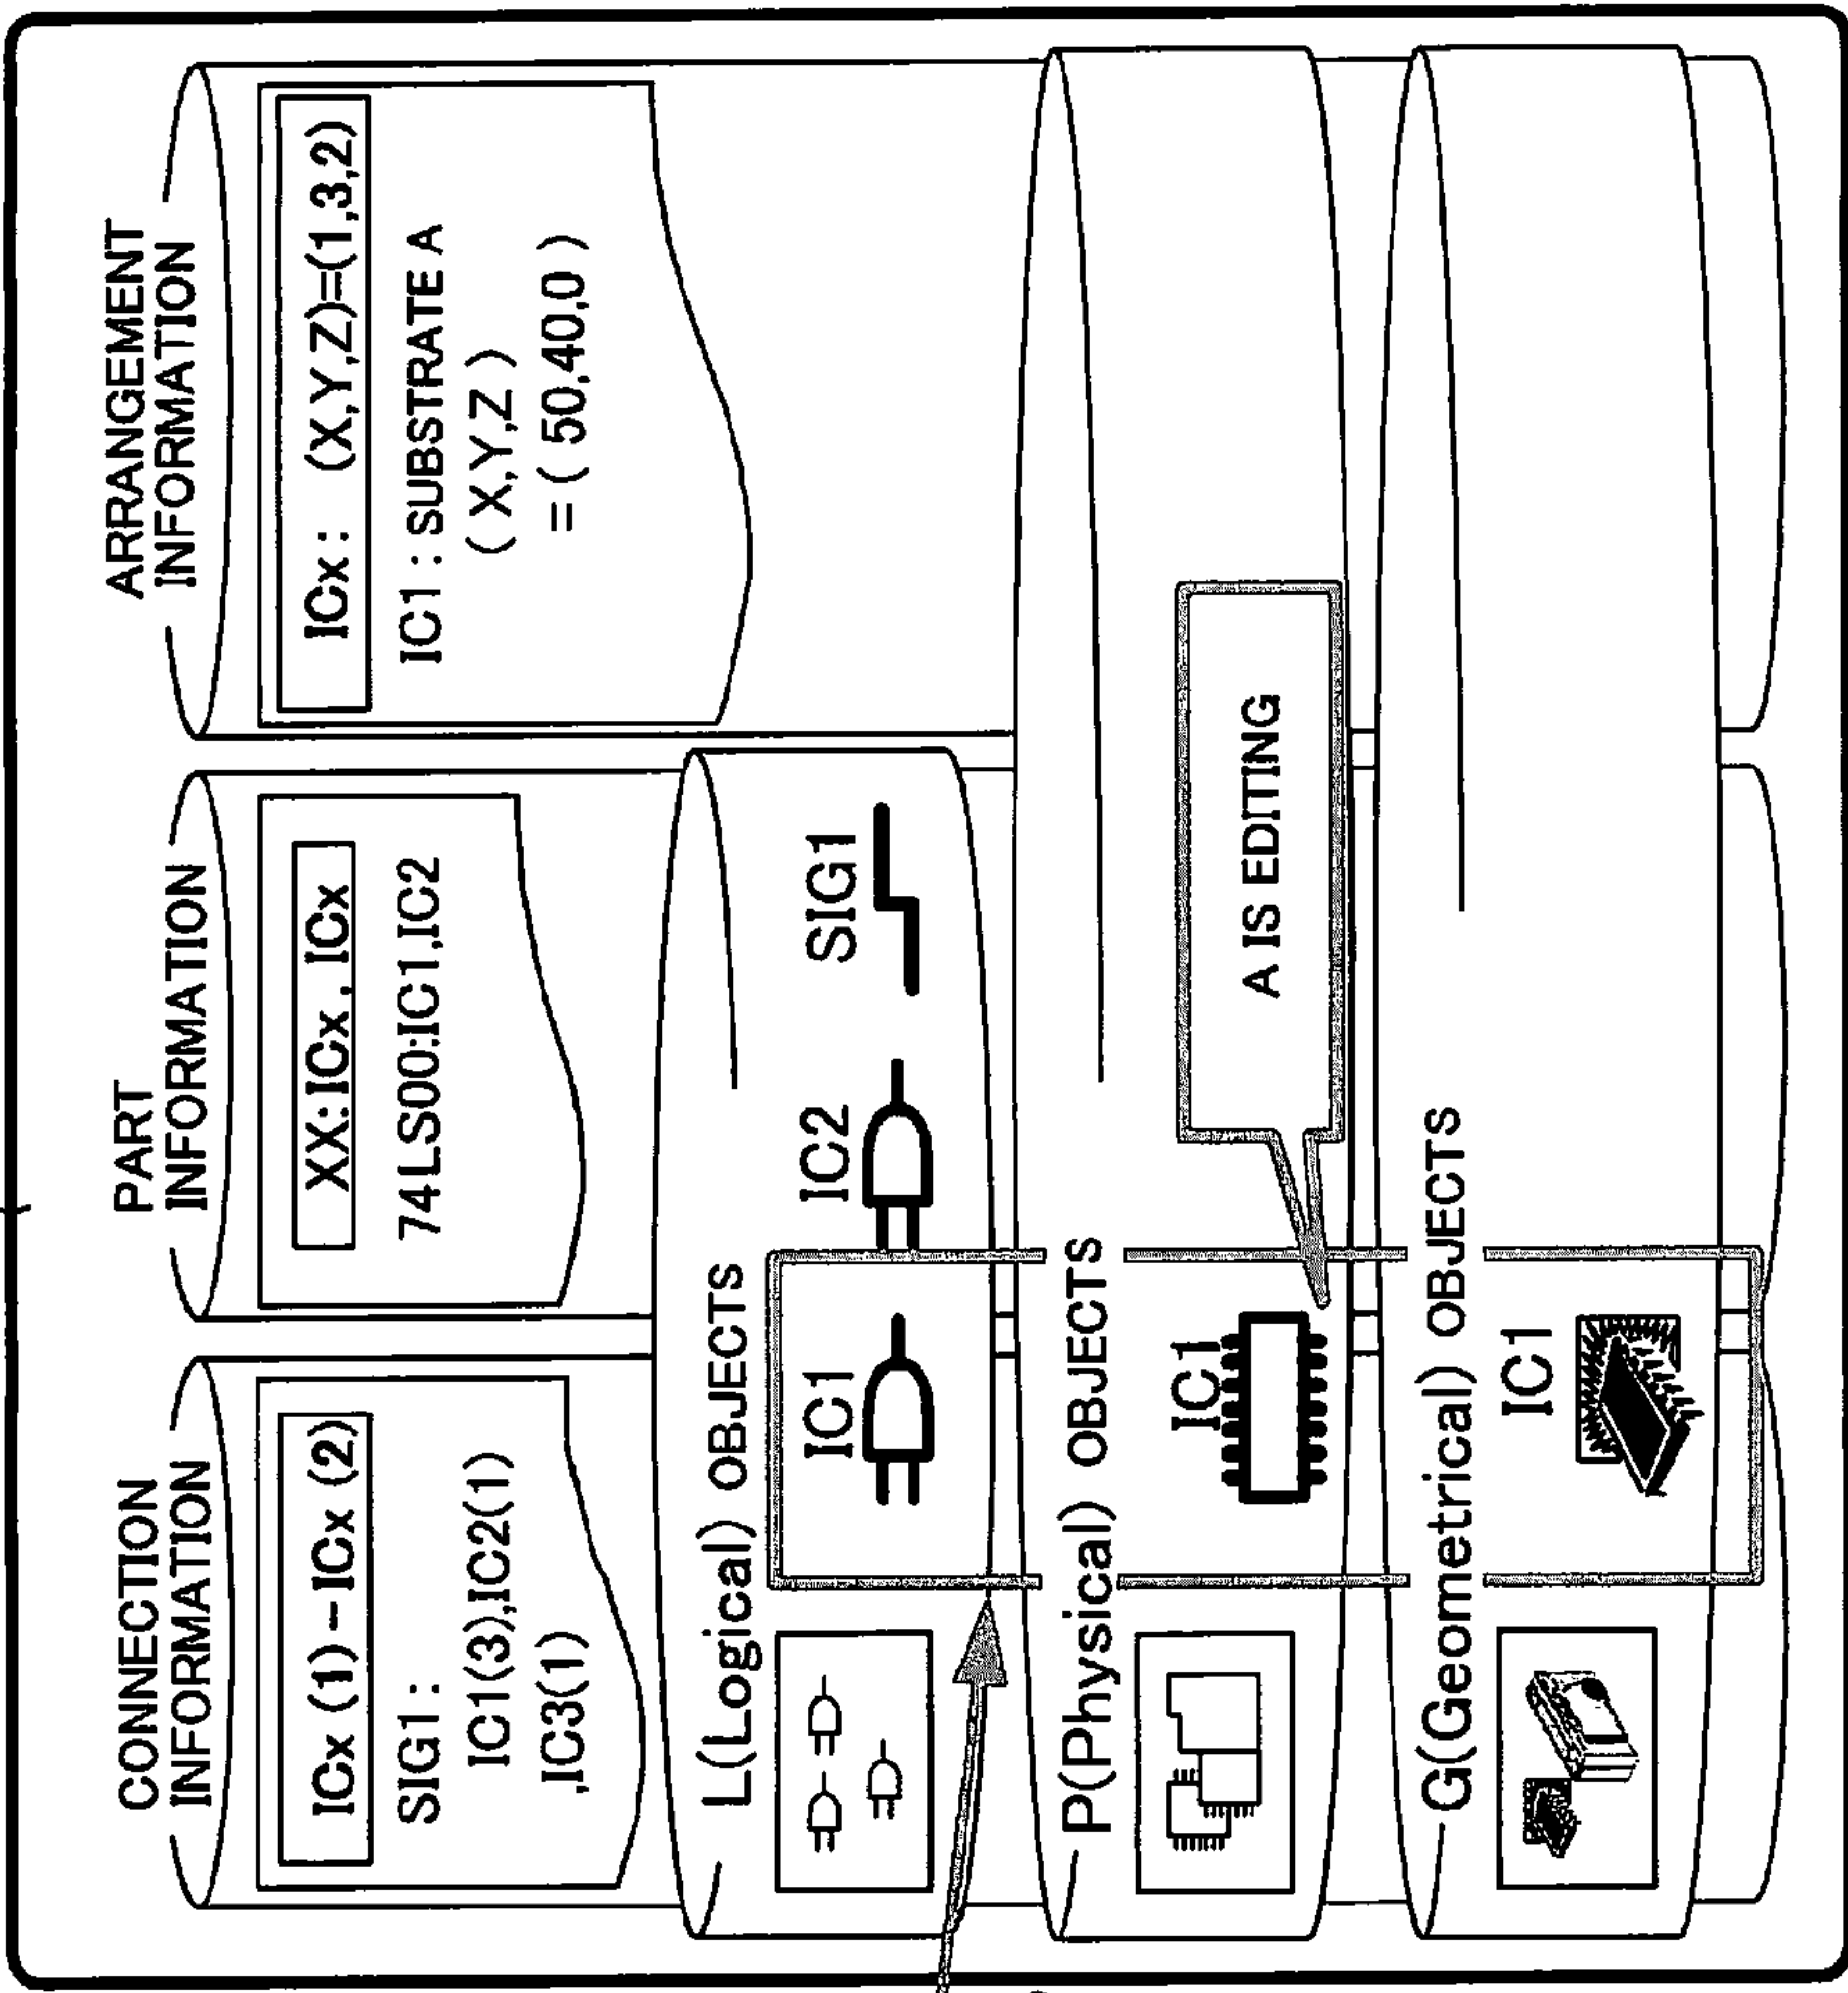 CONNECTION
INFORMATION
ICx (1)-ICx (2)
SIG1 :
IC1(3),IC2(1)
,IC3(1)
PART
INFORMATION
XX:ICx , ICx
74LS00:IC1,IC2
ARRANGEMENT
INFORMATION
ICx : (X,Y,Z)=(1,3,2)
IC1 : SUBSTRATE A
( X,Y,Z )
= ( 50,40,0 )
L(Logical) OBJECTS
IC1
IC2
SIG1
P(Physical) OBJECTS
IC1
A IS EDITING
G(Geometrical) OBJECTS
IC1